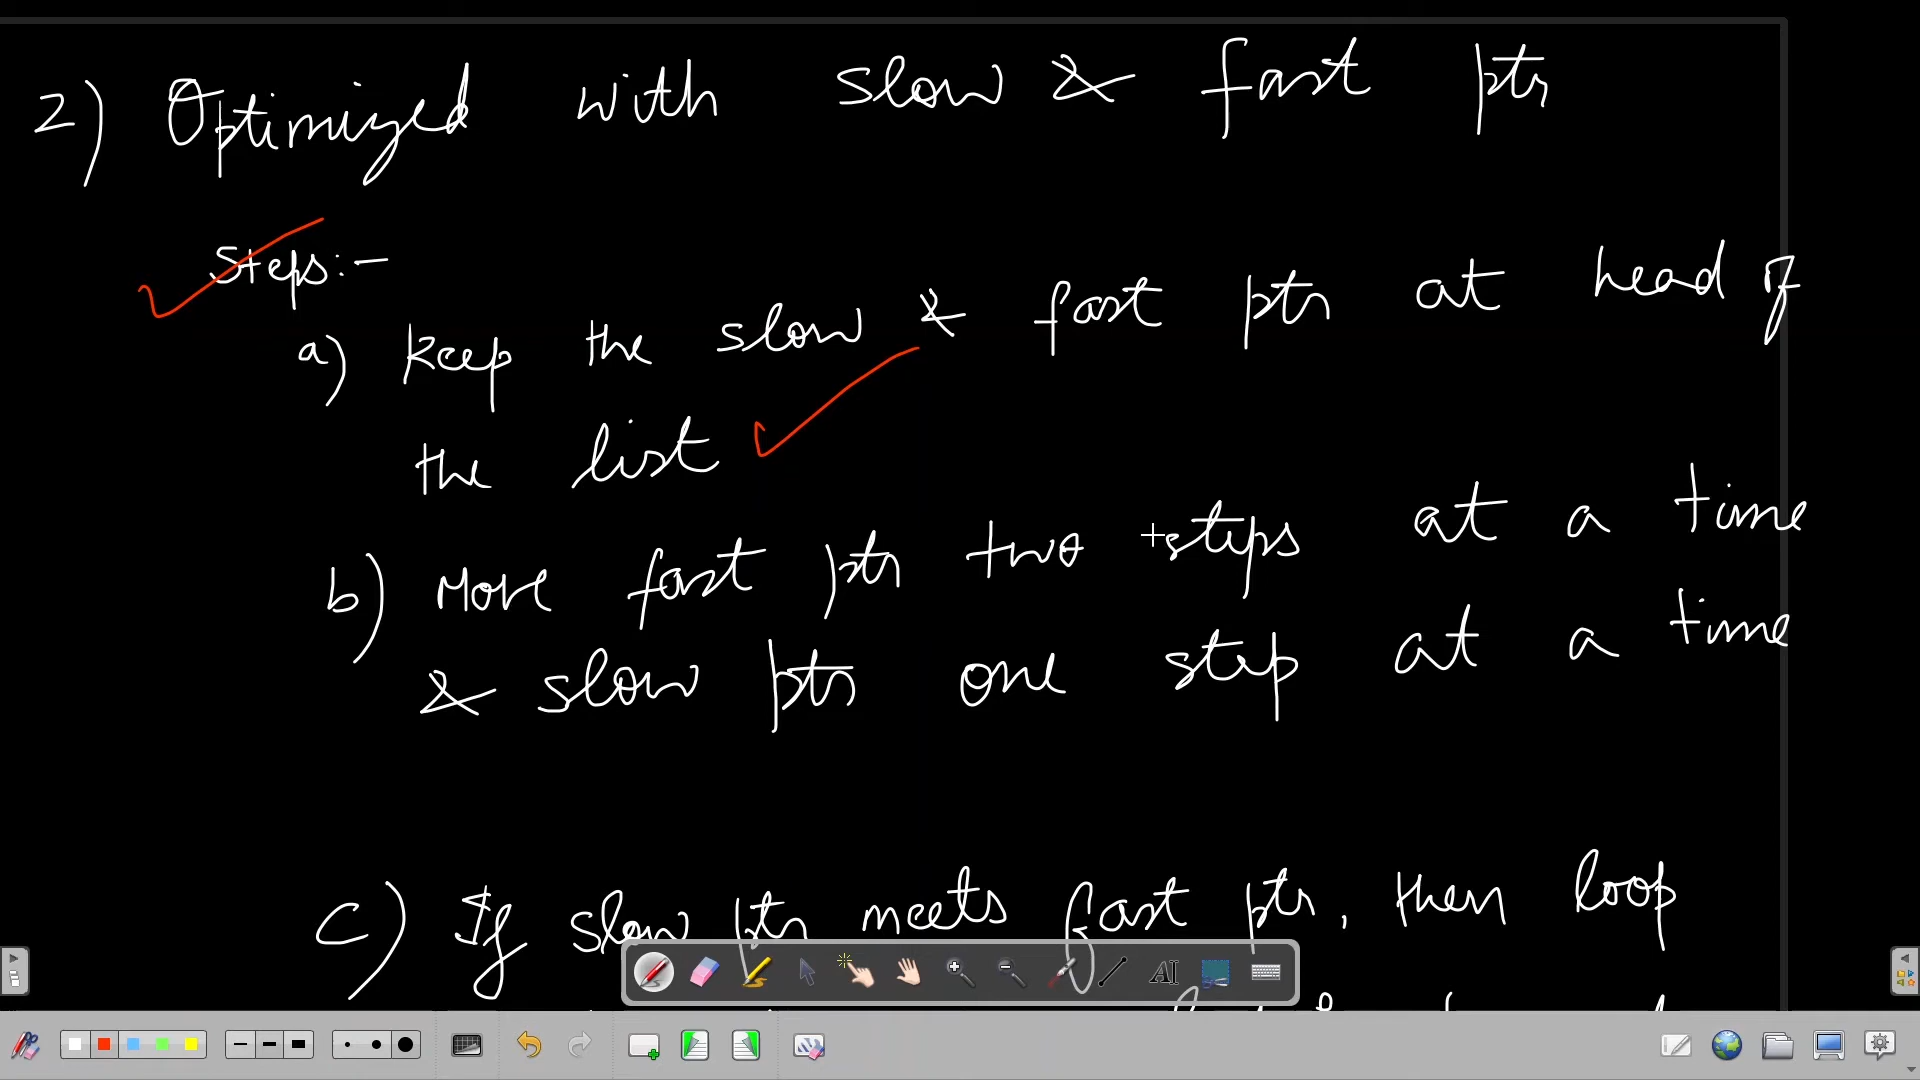 2) Optimized with slow & fast ptr
Steps:-
a) Keep the slow & fast ptr at head of
the list
b) Move fast ptr two steps at a time
& slow ptr one step at a time
c) If slow ptr meets fast ptr, then loop